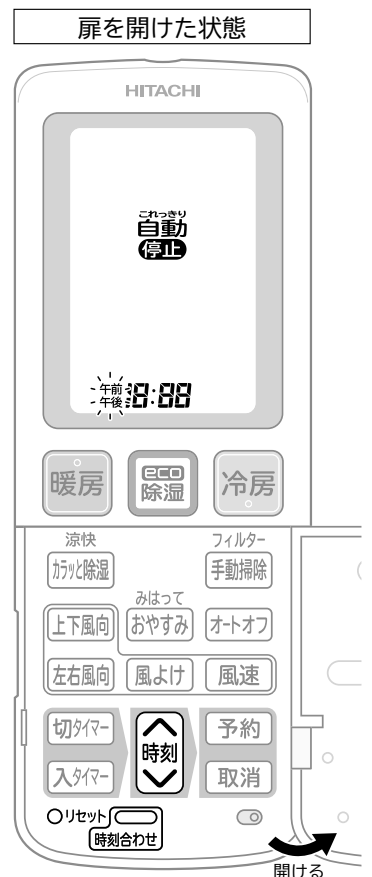 扉を開けた状態
HITACHI
これっきり
自動
停止
午前
午後 18:88
暖房
eco
除湿
冷房
涼快
カラッと除湿
フィルター
手動掃除
みはって
上下風向
おやすみ
オートオフ
左右風向
風よけ
風速
切タイマー
時刻
予約
入タイマー
取消
リセット
時刻合わせ
開ける